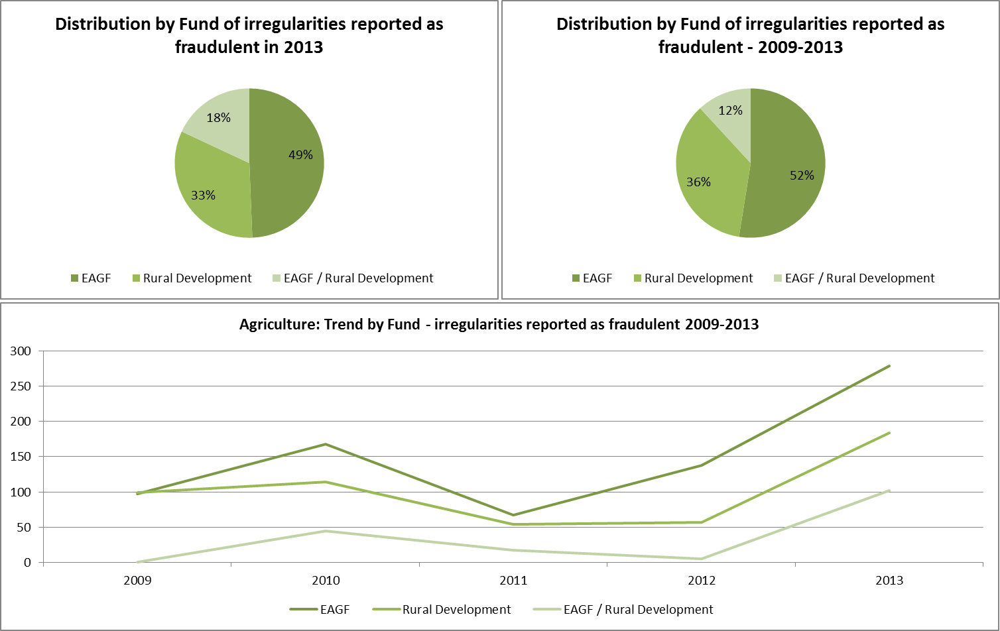 Distribution by Fund of irregularities reported as
fraudulent in 2013
18%
49%
33%
EAGF Rural Development EAGF / Rural Development
Distribution by Fund of irregularities reported as
fraudulent - 2009-2013
12%
52%
36%
EAGF Rural Development EAGF / Rural Development
Agriculture: Trend by Fund - irregularities reported as fraudulent 2009-2013
300
250
200
150
100
50
0
2009 2010 2011 2012 2013
EAGF Rural Development EAGF / Rural Development